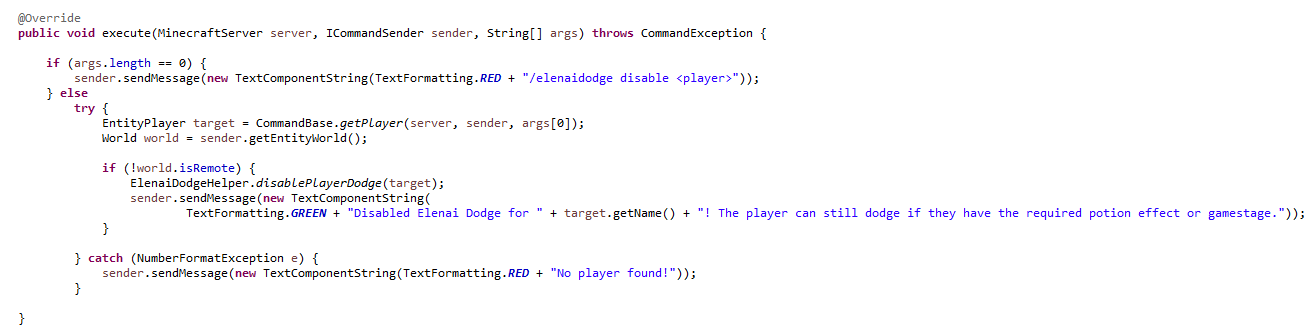 @Override
public void execute(MinecraftServer server, ICommandSender sender, String[] args) throws CommandException {
if (args.length == 0) {
sender.sendMessage(new TextComponentString(TextFormatting.RED + "/elenaidodge disable <player>"));
} else
try {
EntityPlayer target = CommandBase.getPlayer(server, sender, args[0]);
World world = sender.getEntityWorld();
if (!world.isRemote) {
ElenaiDodgeHelper.disablePlayerDodge(target);
sender.sendMessage(new TextComponentString(
TextFormatting.GREEN + "Disabled Elenai Dodge for " + target.getName() + "! The player can still dodge if they have the required potion effect or gamestage."));
}
} catch (NumberFormatException e) {
sender.sendMessage(new TextComponentString(TextFormatting.RED + "No player found!"));
}
}